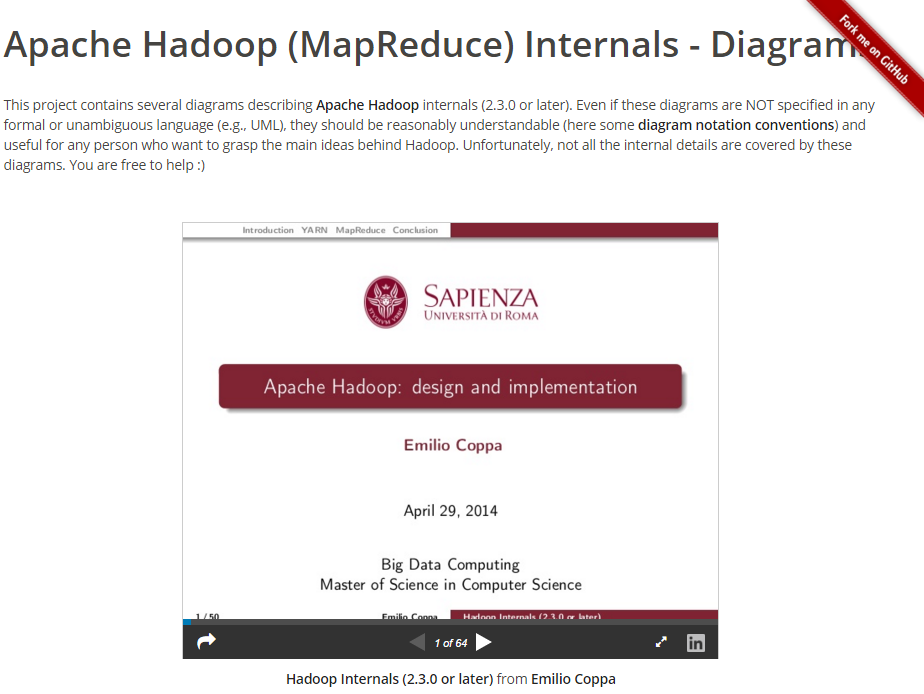 Apache Hadoop (MapReduce) Internals - Diagrams
Fork me on GitHub
This project contains several diagrams describing Apache Hadoop internals (2.3.0 or later). Even if these diagrams are NOT specified in any
formal or unambiguous language (e.g., UML), they should be reasonably understandable (here some diagram notation conventions) and
useful for any person who want to grasp the main ideas behind Hadoop. Unfortunately, not all the internal details are covered by these
diagrams. You are free to help :)
Introduction YARN MapReduce Conclusion
STUDIUM URBIS
SAPIENZA
UNIVERSITÀ DI ROMA
Apache Hadoop: design and implementation
Emilio Coppa
April 29, 2014
Big Data Computing
Master of Science in Computer Science
1 / 50 Emilio Coppa Hadoop Internals (2.3.0 or later)
1 of 64
in
Hadoop Internals (2.3.0 or later) from Emilio Coppa